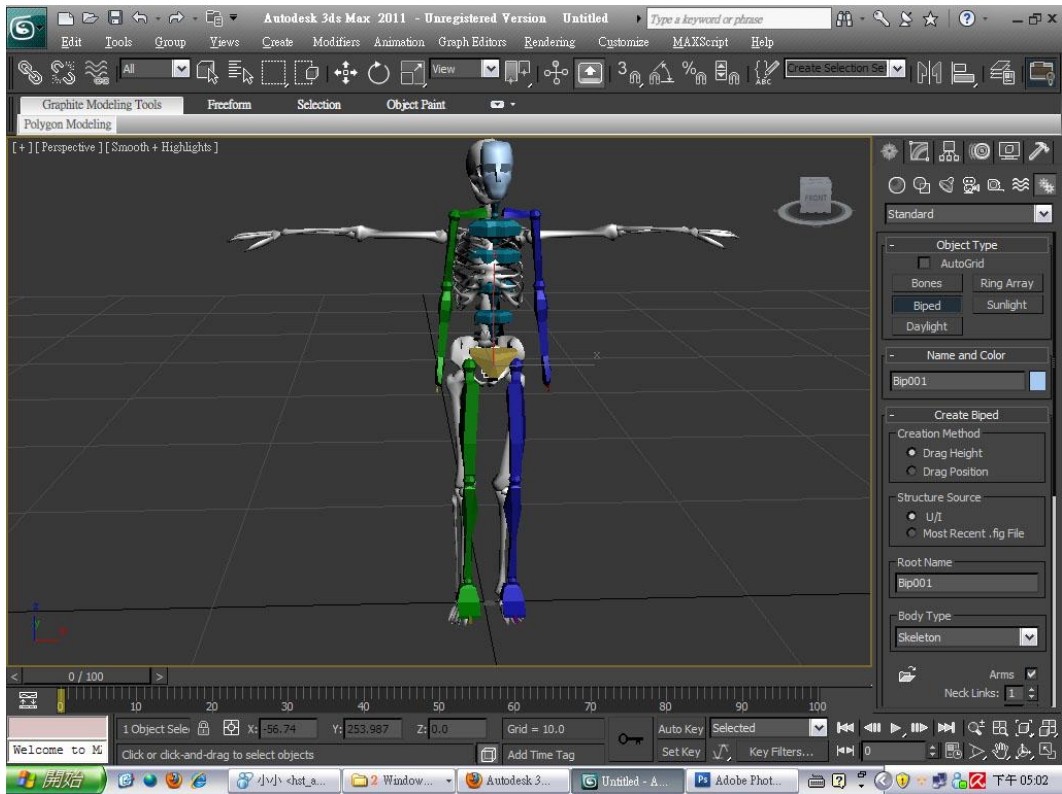 Autodesk 3ds Max 2011 - Unregistered Version Untitled Type a keyword or phrase
Edit Tools Group Views Create Modifiers Animation Graph Editors Rendering Customize MAXScript Help
All View 3 % ABC Create Selection Se
Graphite Modeling Tools Freeform Selection Object Paint
Polygon Modeling
[ + ] [ Perspective ] [ Smooth + Highlights ]
FRONT
x
z
y
x
Standard
- Object Type
AutoGrid
Bones Ring Array
Biped Sunlight
Daylight
- Name and Color
Bip001
- Create Biped
Creation Method
Drag Height
Drag Position
Structure Source
U/I
Most Recent .fig File
Root Name
Bip001
Body Type
Skeleton
Arms
Neck Links: 1
< 0 / 100 >
0 10 20 30 40 50 60 70 80 90 100
1 Object Sele X: -56.74 Y: 253.987 Z: 0.0 Grid = 10.0 Auto Key Selected
Welcome to M Click or click-and-drag to select objects Add Time Tag Set Key Key Filters... 0
開始 小小 <hst_a... 2 Window... Autodesk 3... Untitled - A... Ps Adobe Phot... 下午 05:02